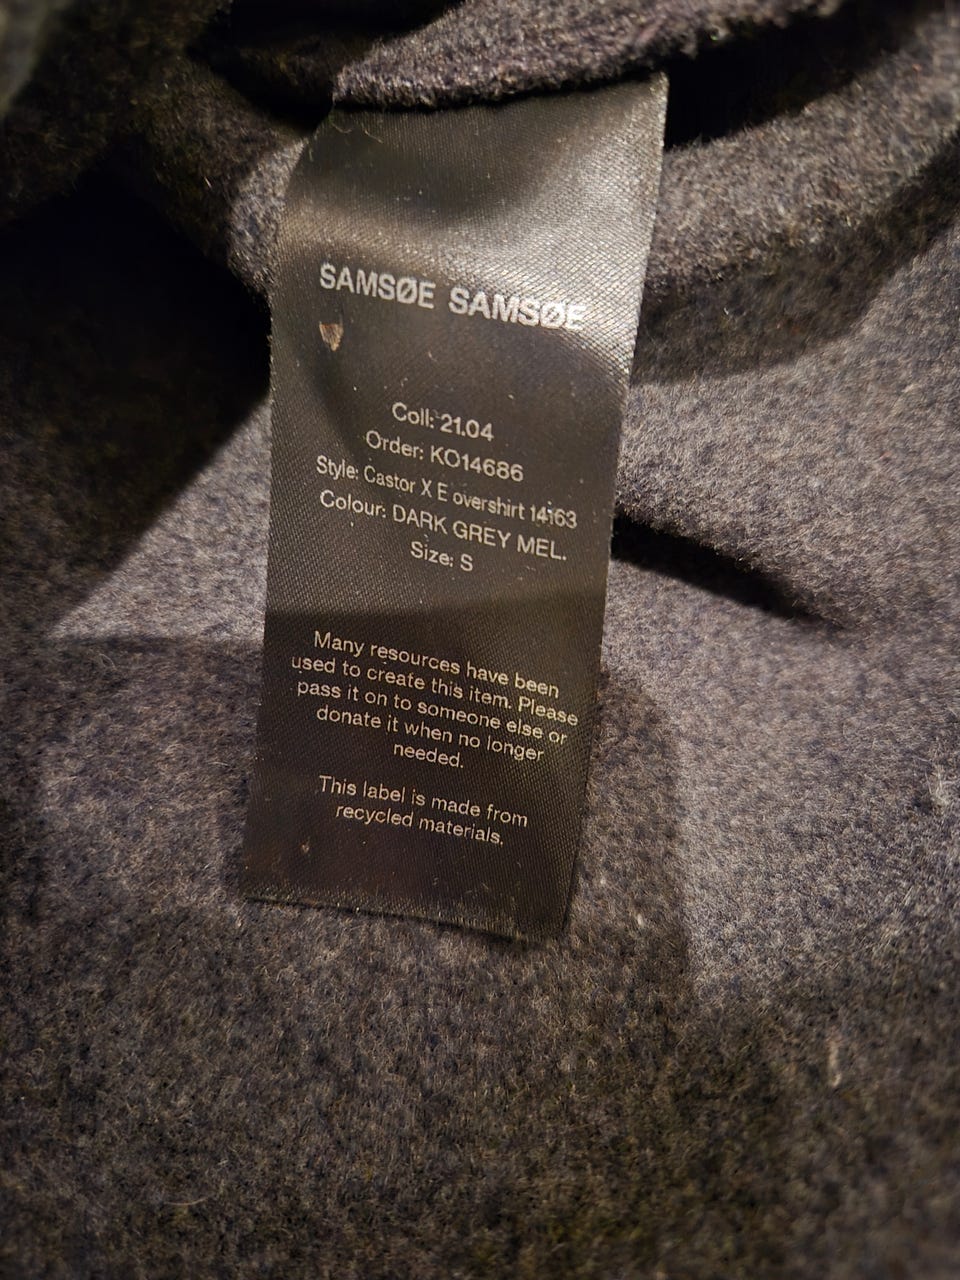 SAMSØE SAMSØE
Coll: 21.04
Order: KO14686
Style: Castor X E overshirt 14163
Colour: DARK GREY MEL.
Size: S
Many resources have been
used to create this item. Please
pass it on to someone else or
donate it when no longer
needed.
This label is made from
recycled materials.